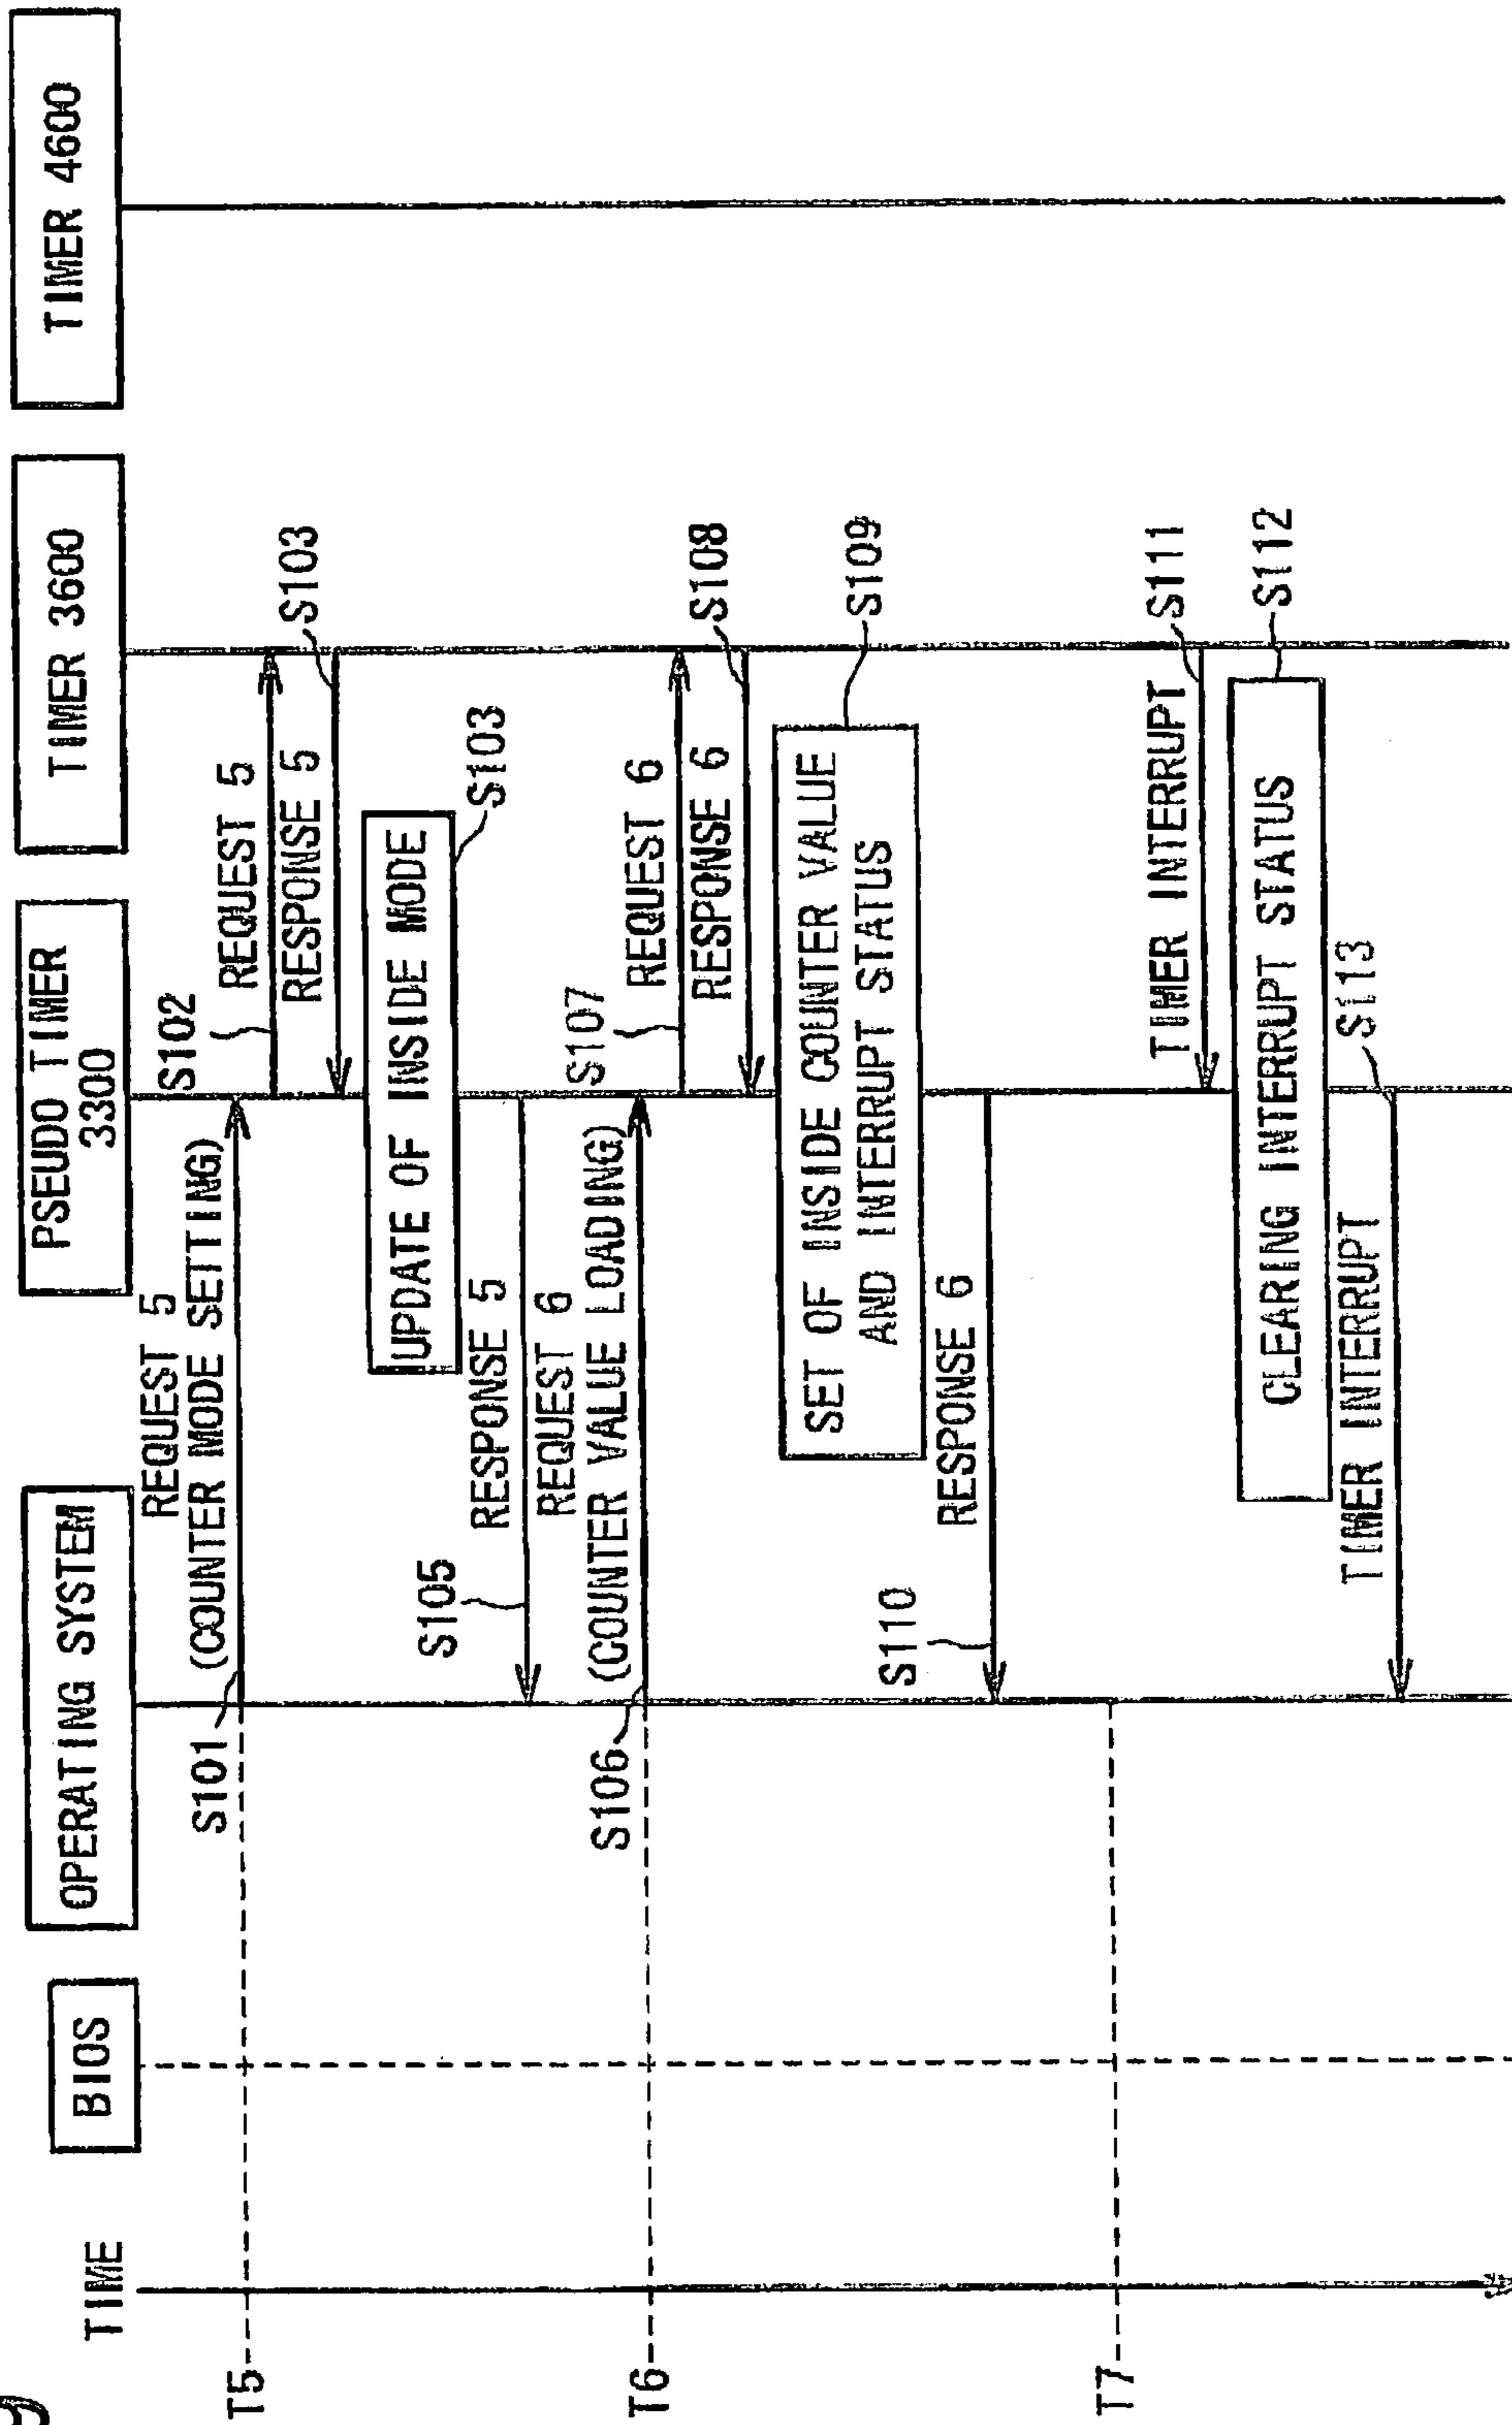 TIME
BIOS
OPERATING SYSTEM
PSEUDO TIMER
3300
TIMER 3600
TIMER 4600
T5
S101
REQUEST 5
(COUNTER MODE SETTING)
S102
REQUEST 5
RESPONSE 5
S103
UPDATE OF INSIDE MODE
S103
S105
RESPONSE 5
T6
S106
REQUEST 6
(COUNTER VALUE LOADING)
S107
REQUEST 6
RESPONSE 6
S108
SET OF INSIDE COUNTER VALUE
AND INTERRUPT STATUS
S109
S110
RESPONSE 6
T7
TIMER INTERRUPT
S111
CLEARING INTERRUPT STATUS
S112
TIMER INTERRUPT
S113